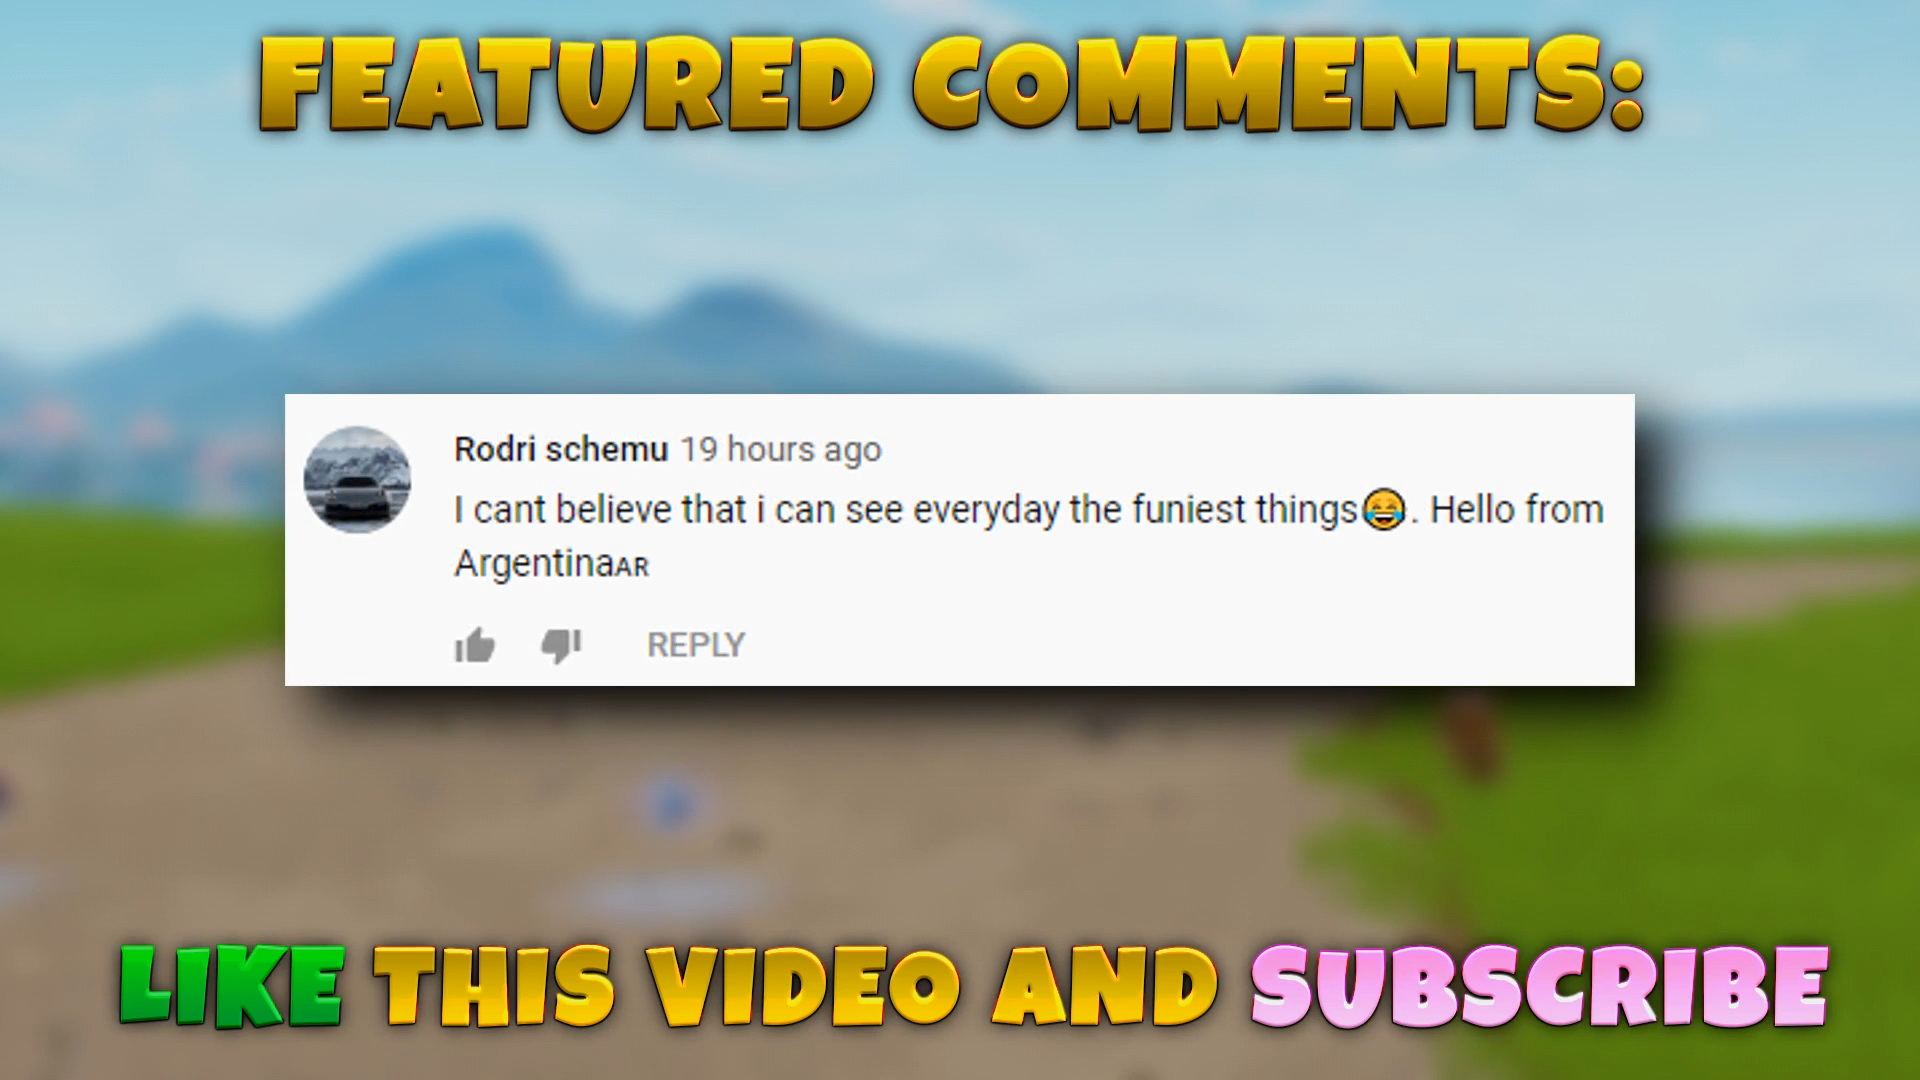 FEATURED COMMENTS:
Rodri schemu 19 hours ago
I cant believe that i can see everyday the funiest things😂. Hello from
ArgentinaAR
REPLY
LIKE THIS VIDEO AND SUBSCRIBE